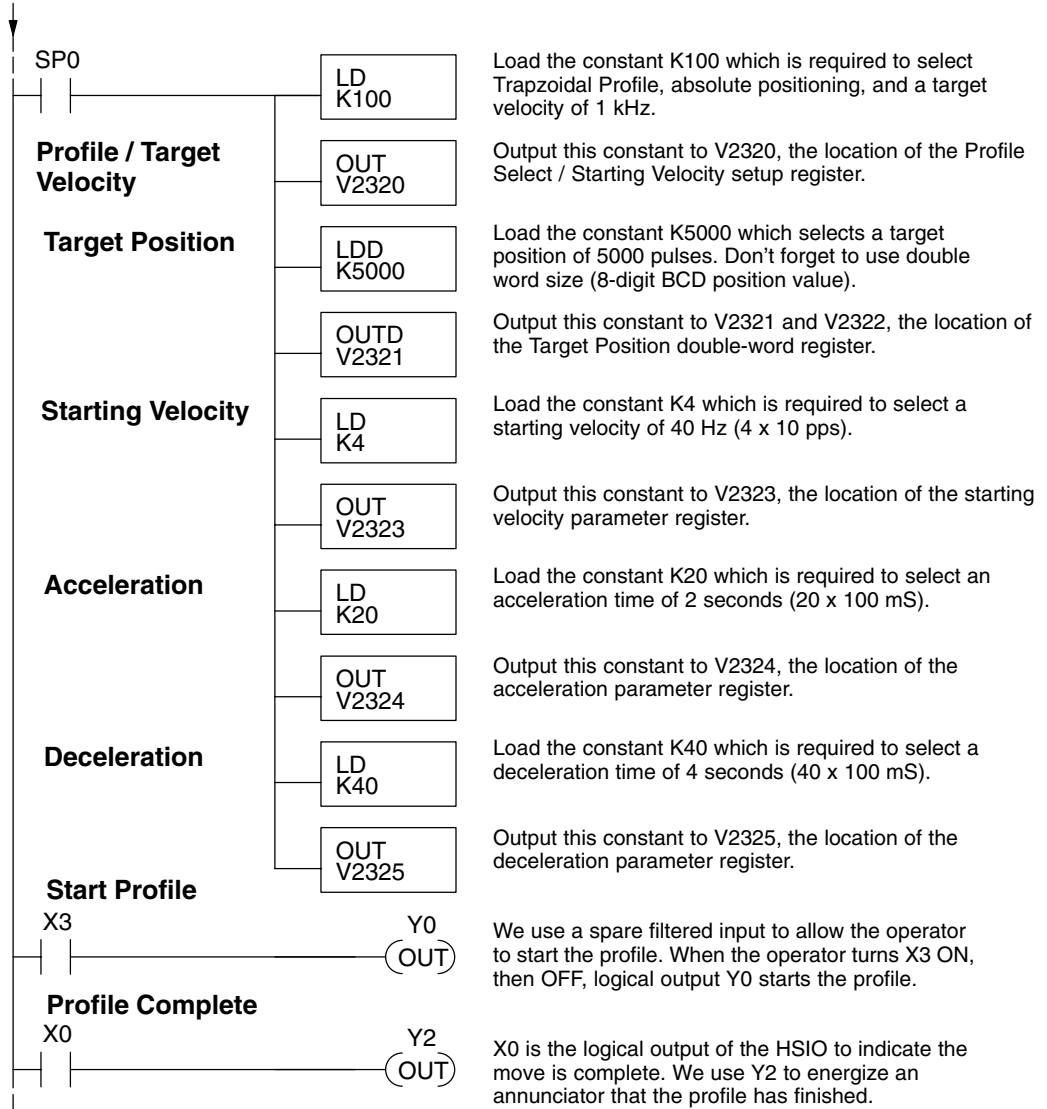 SP0
LD
K100
Load the constant K100 which is required to select
Trapzoidal Profile, absolute positioning, and a target
velocity of 1 kHz.
Profile / Target
Velocity
OUT
V2320
Output this constant to V2320, the location of the Profile
Select / Starting Velocity setup register.
Target Position
LDD
K5000
Load the constant K5000 which selects a target
position of 5000 pulses. Don't forget to use double
word size (8-digit BCD position value).
OUTD
V2321
Output this constant to V2321 and V2322, the location of
the Target Position double-word register.
Starting Velocity
LD
K4
Load the constant K4 which is required to select a
starting velocity of 40 Hz (4 x 10 pps).
OUT
V2323
Output this constant to V2323, the location of the starting
velocity parameter register.
Acceleration
LD
K20
Load the constant K20 which is required to select an
acceleration time of 2 seconds (20 x 100 mS).
OUT
V2324
Output this constant to V2324, the location of the
acceleration parameter register.
Deceleration
LD
K40
Load the constant K40 which is required to select a
deceleration time of 4 seconds (40 x 100 mS).
OUT
V2325
Output this constant to V2325, the location of the
deceleration parameter register.
Start Profile
X3
Y0
OUT
We use a spare filtered input to allow the operator
to start the profile. When the operator turns X3 ON,
then OFF, logical output Y0 starts the profile.
Profile Complete
X0
Y2
OUT
X0 is the logical output of the HSIO to indicate the
move is complete. We use Y2 to energize an
annunciator that the profile has finished.